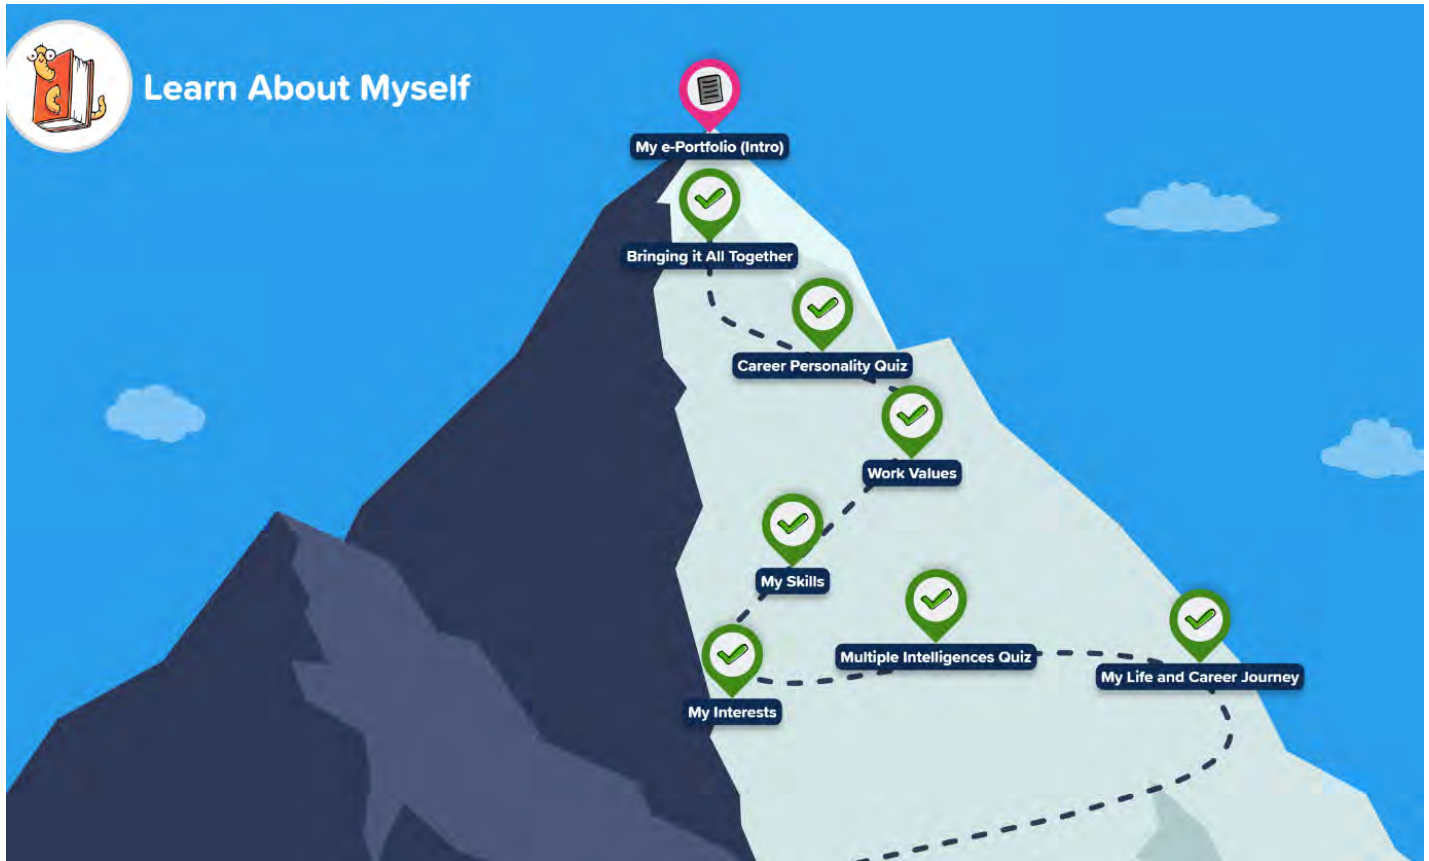 Learn About Myself
My e-Portfolio (Intro)
Bringing it All Together
Career Personality Quiz
Work Values
My Skills
Multiple Intelligences Quiz
My Life and Career Journey
My Interests